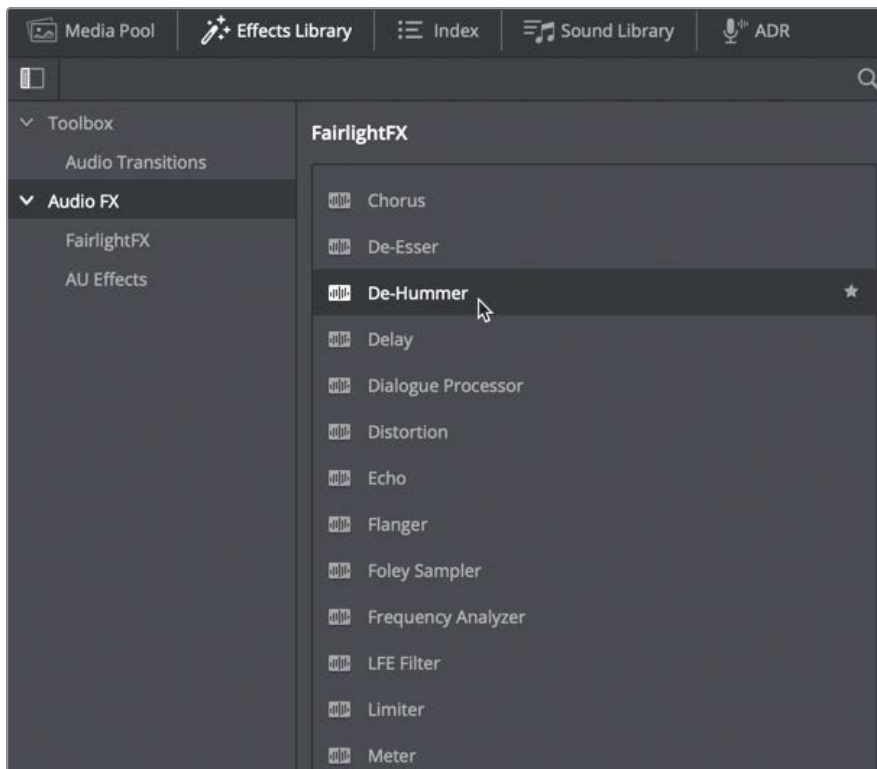 Media Pool
Effects Library
Index
Sound Library
ADR
Toolbox
Audio Transitions
Audio FX
FairlightFX
AU Effects
FairlightFX
Chorus
De-Esser
De-Hummer
Delay
Dialogue Processor
Distortion
Echo
Flanger
Foley Sampler
Frequency Analyzer
LFE Filter
Limiter
Meter